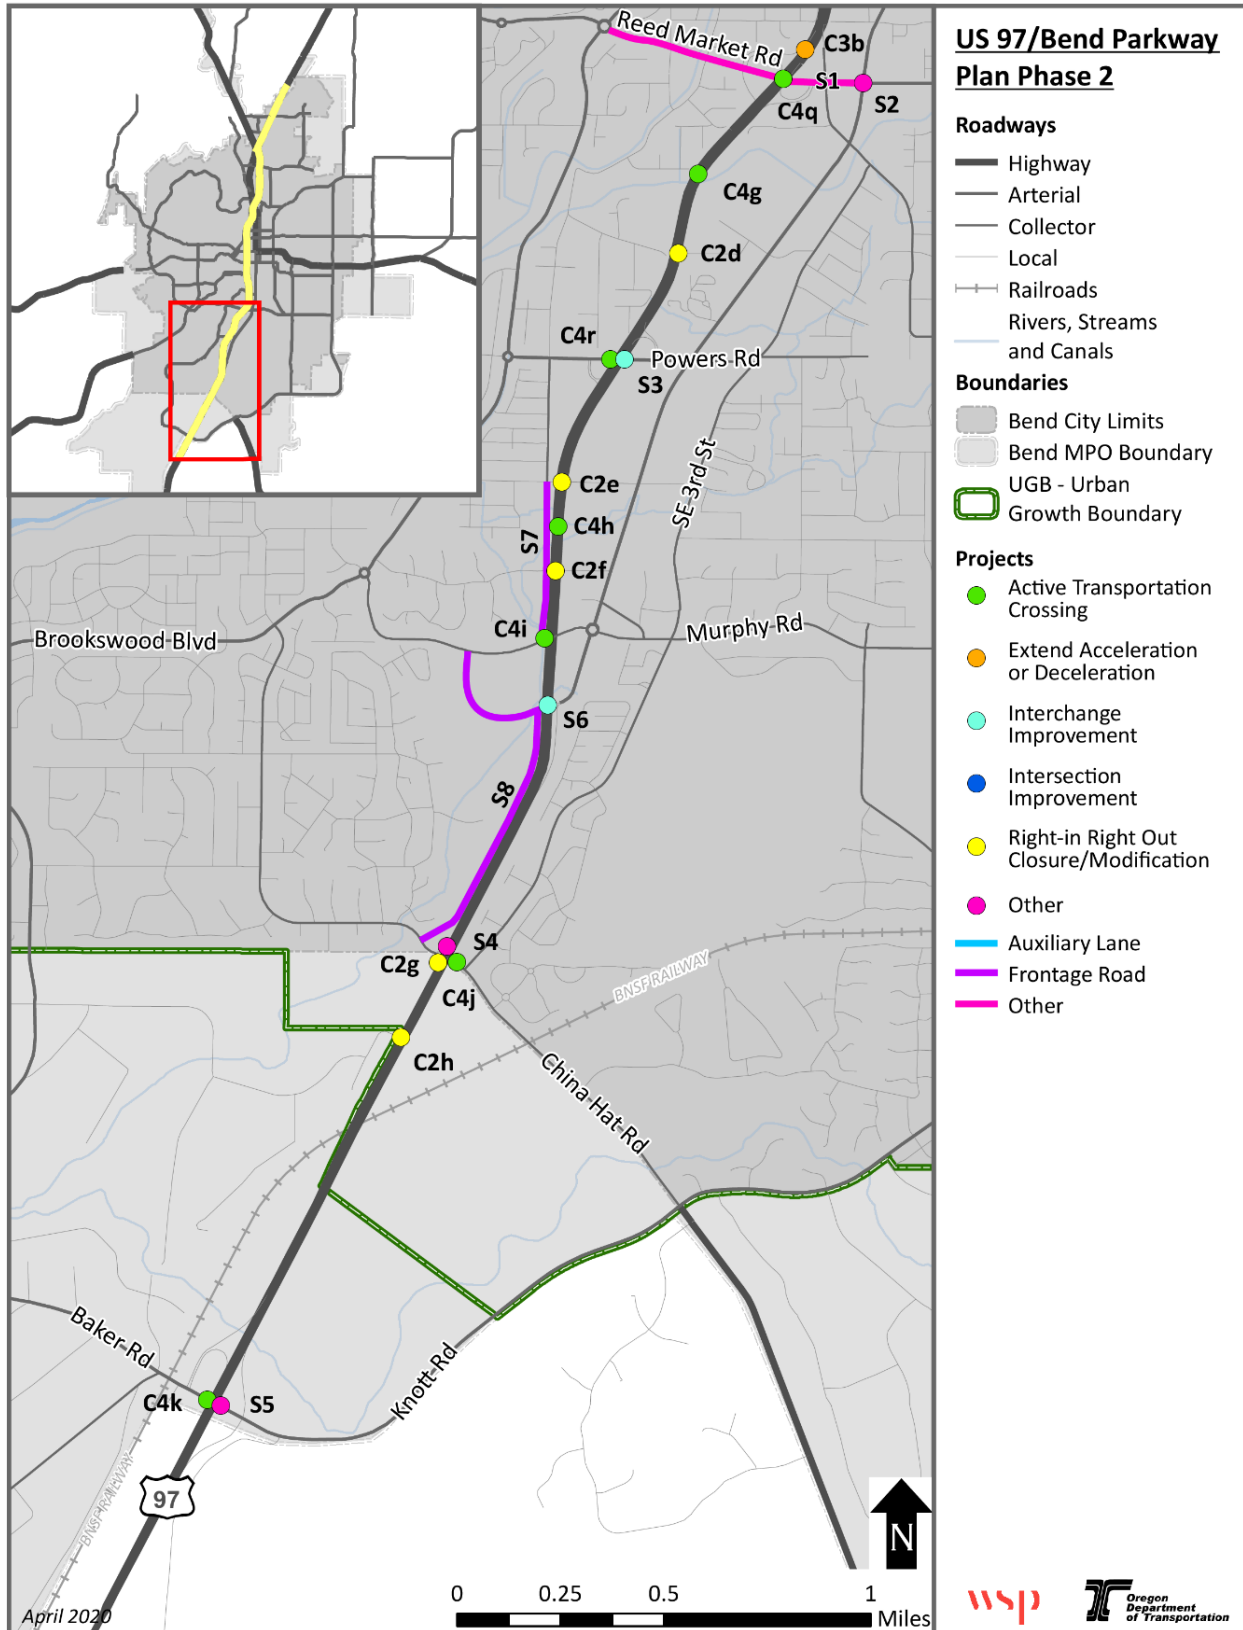 US 97/Bend Parkway
Plan Phase 2
Roadways
Highway
Arterial
Collector
Local
Railroads
Rivers, Streams
and Canals
Boundaries
Bend City Limits
Bend MPO Boundary
UGB - Urban
Growth Boundary
Projects
Active Transportation
Crossing
Extend Acceleration
or Deceleration
Interchange
Improvement
Intersection
Improvement
Right-in Right Out
Closure/Modification
Other
Auxiliary Lane
Frontage Road
Other
Reed Market Rd
C3b
S1
S2
C4q
C4g
C2d
C4r
Powers Rd
S3
SE 3rd St
C2e
C4h
S7
C2f
C4i
Murphy Rd
Brookswood Blvd
S6
S8
S4
C2g
C4j
BNSF RAILWAY
C2h
China Hat Rd
Baker Rd
Knott Rd
C4k
S5
97
BNSF RAILWAY
N
0 0.25 0.5 1
Miles
April 2020
wsp
Oregon
Department
of Transportation